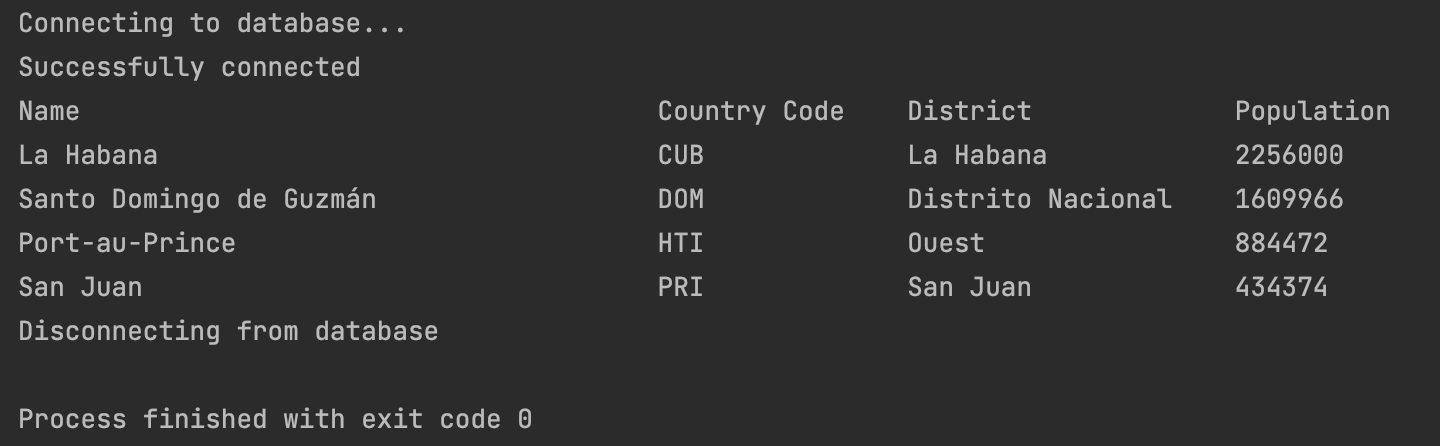 Connecting to database...
Successfully connected
Name Country Code District Population
La Habana CUB La Habana 2256000
Santo Domingo de Guzmán DOM Distrito Nacional 1609966
Port-au-Prince HTI Ouest 884472
San Juan PRI San Juan 434374
Disconnecting from database
Process finished with exit code 0